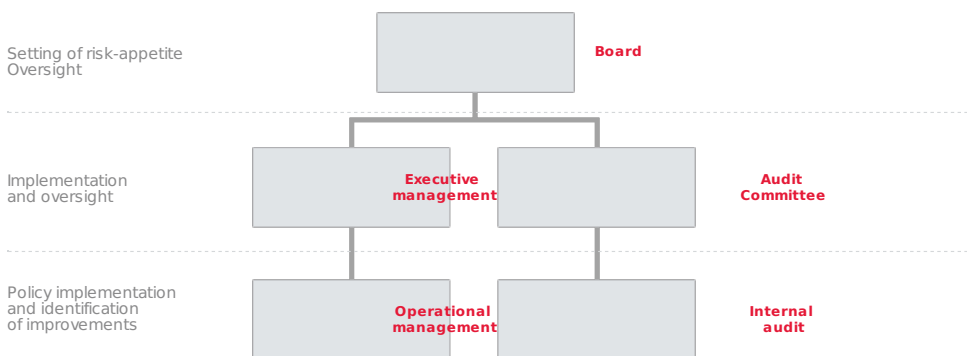 Setting of risk-appetite
Oversight
Board
Implementation
and oversight
Executive
management
Audit
Committee
Policy implementation
and identification
of improvements
Operational
management
Internal
audit